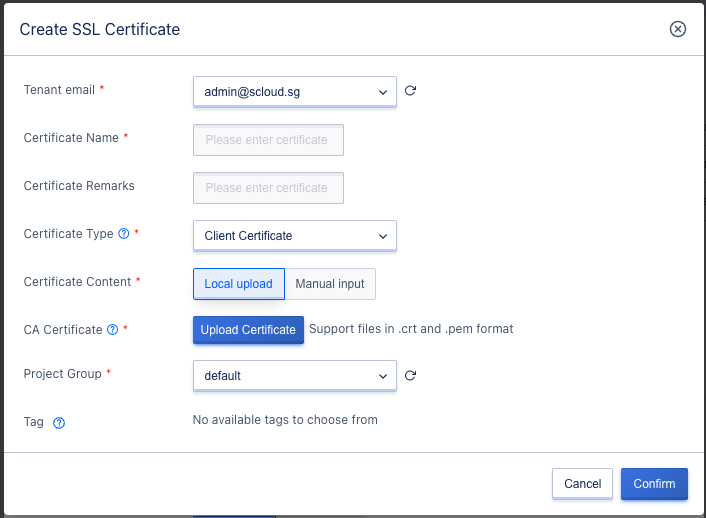 Create SSL Certificate
Tenant email * admin@scloud.sg
Certificate Name * Please enter certificate
Certificate Remarks Please enter certificate
Certificate Type ? * Client Certificate
Certificate Content * Local upload Manual input
CA Certificate ? * Upload Certificate Support files in .crt and .pem format
Project Group * default
Tag ? No available tags to choose from
Cancel Confirm